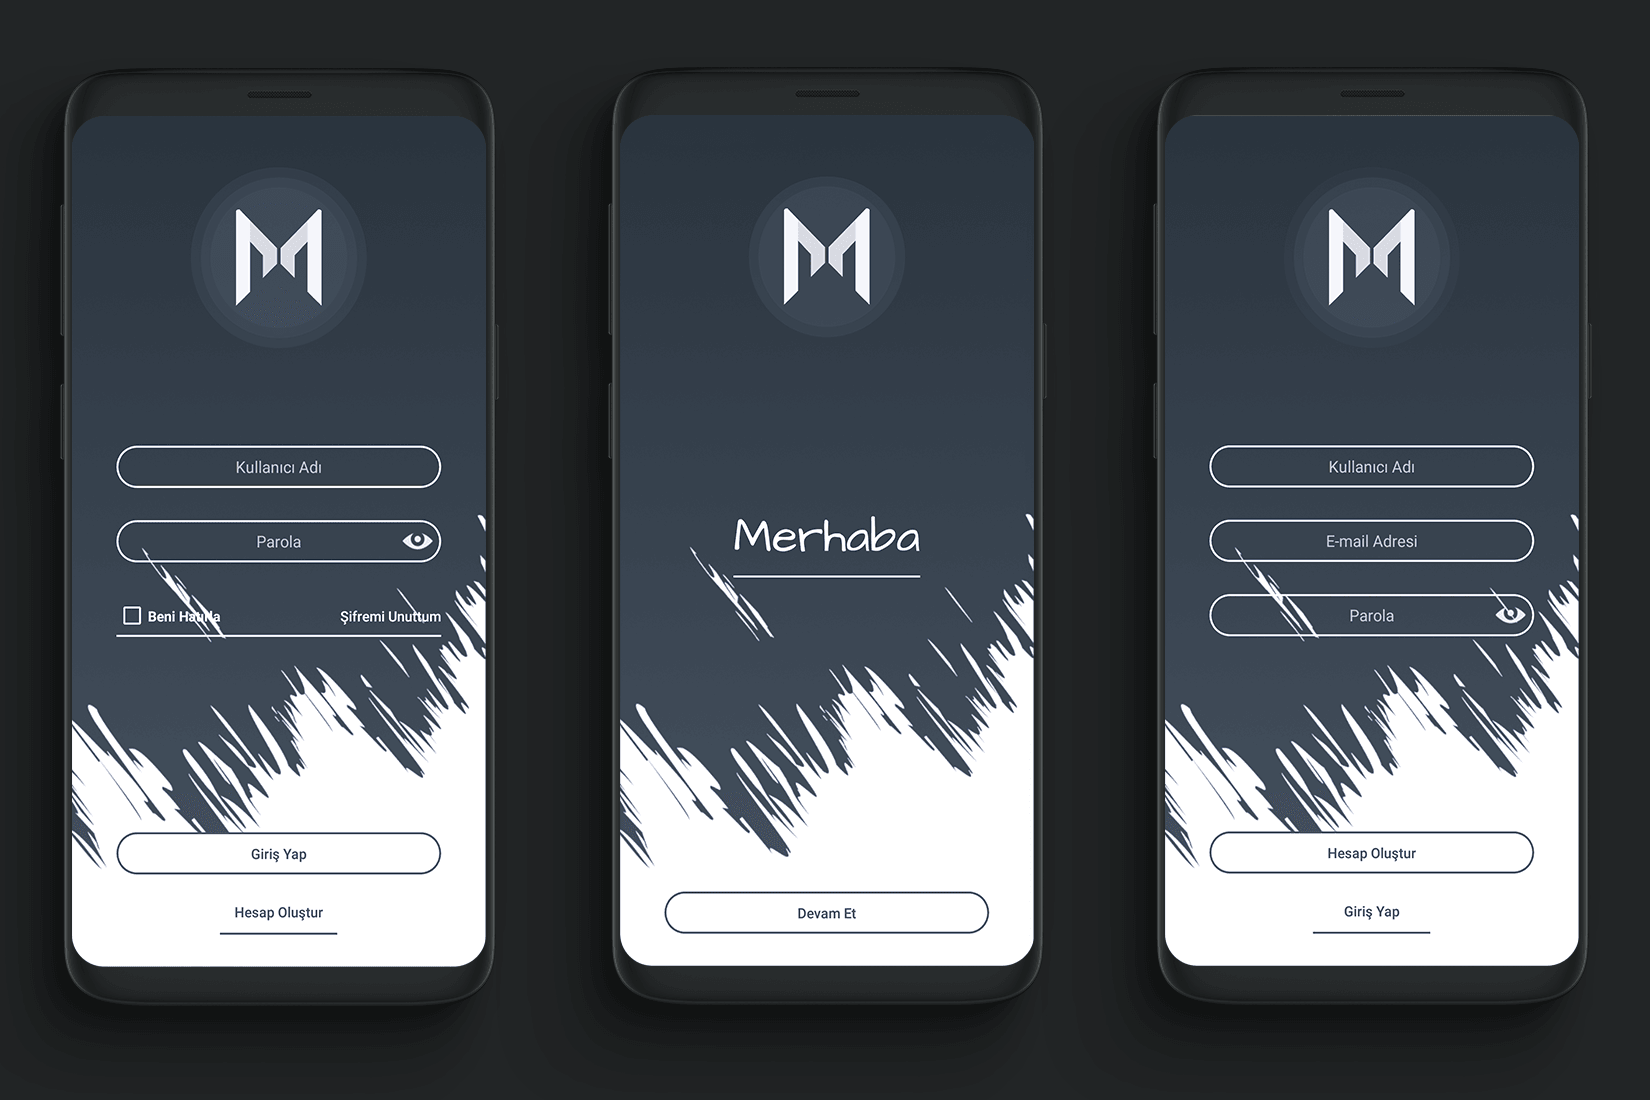 M
Kullanıcı Adı
Parola
Beni Hatırla
Şifremi Unuttum
Giriş Yap
Hesap Oluştur
M
Merhaba
Devam Et
M
Kullanıcı Adı
E-mail Adresi
Parola
Hesap Oluştur
Giriş Yap